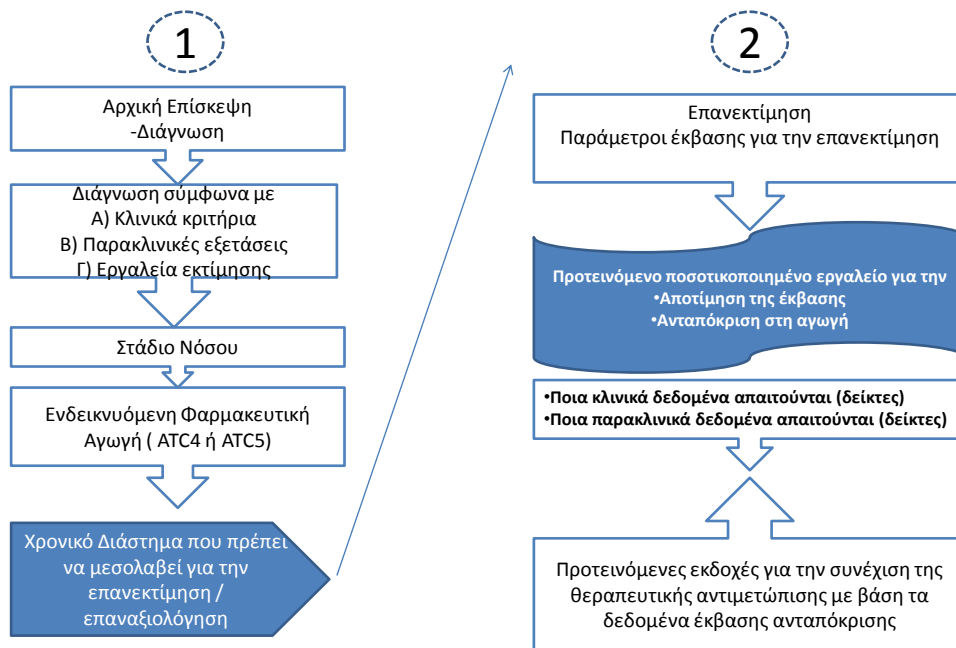 1
Αρχική Επίσκεψη
-Διάγνωση
Διάγνωση σύμφωνα με
Α) Κλινικά κριτήρια
Β) Παρακλινικές εξετάσεις
Γ) Εργαλεία εκτίμησης
Στάδιο Νόσου
Ενδεικνυόμενη Φαρμακευτική
Αγωγή ( ATC4 ή ATC5)
Χρονικό Διάστημα που πρέπει
να μεσολαβεί για την
επανεκτίμηση /
επαναξιολόγηση
2
Επανεκτίμηση
Παράμετροι έκβασης για την επανεκτίμηση
Προτεινόμενο ποσοτικοποιημένο εργαλείο για την
•Αποτίμηση της έκβασης
•Ανταπόκριση στη αγωγή
•Ποια κλινικά δεδομένα απαιτούνται (δείκτες)
•Ποια παρακλινικά δεδομένα απαιτούνται (δείκτες)
Προτεινόμενες εκδοχές για την συνέχιση της
θεραπευτικής αντιμετώπισης με βάση τα
δεδομένα έκβασης ανταπόκρισης